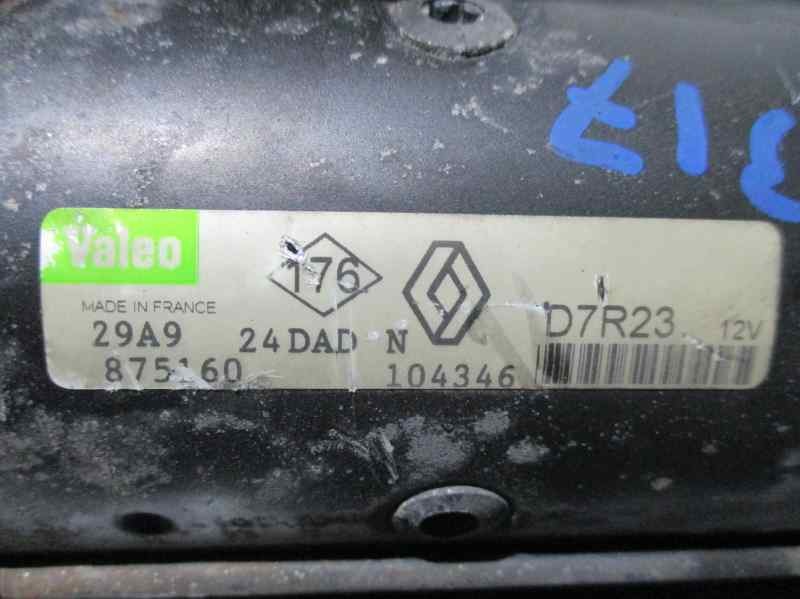 Valeo
176
MADE IN FRANCE
29A9 24DAD N
875160 104346
D7R23 12V